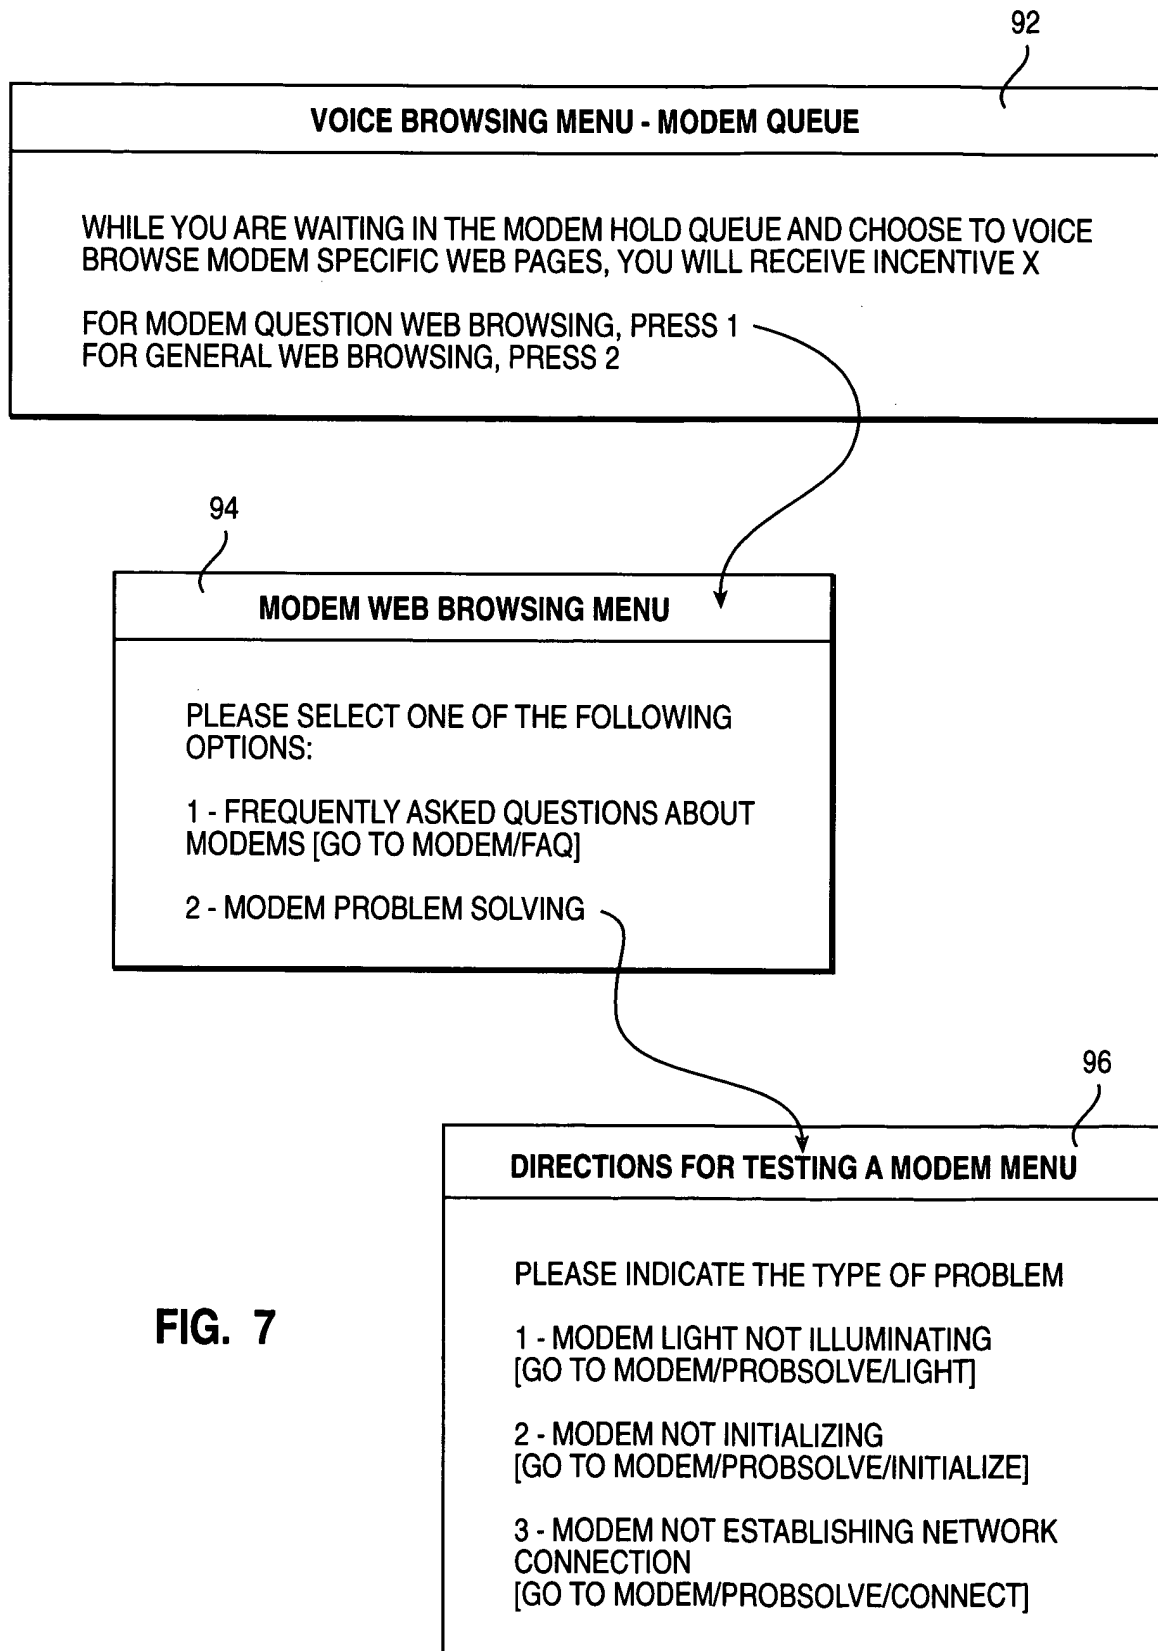 92
VOICE BROWSING MENU - MODEM QUEUE
WHILE YOU ARE WAITING IN THE MODEM HOLD QUEUE AND CHOOSE TO VOICE
BROWSE MODEM SPECIFIC WEB PAGES, YOU WILL RECEIVE INCENTIVE X
FOR MODEM QUESTION WEB BROWSING, PRESS 1
FOR GENERAL WEB BROWSING, PRESS 2
94
MODEM WEB BROWSING MENU
PLEASE SELECT ONE OF THE FOLLOWING
OPTIONS:
1 - FREQUENTLY ASKED QUESTIONS ABOUT
MODEMS [GO TO MODEM/FAQ]
2 - MODEM PROBLEM SOLVING
96
DIRECTIONS FOR TESTING A MODEM MENU
PLEASE INDICATE THE TYPE OF PROBLEM
1 - MODEM LIGHT NOT ILLUMINATING
[GO TO MODEM/PROBSOLVE/LIGHT]
2 - MODEM NOT INITIALIZING
[GO TO MODEM/PROBSOLVE/INITIALIZE]
3 - MODEM NOT ESTABLISHING NETWORK
CONNECTION
[GO TO MODEM/PROBSOLVE/CONNECT]
FIG. 7